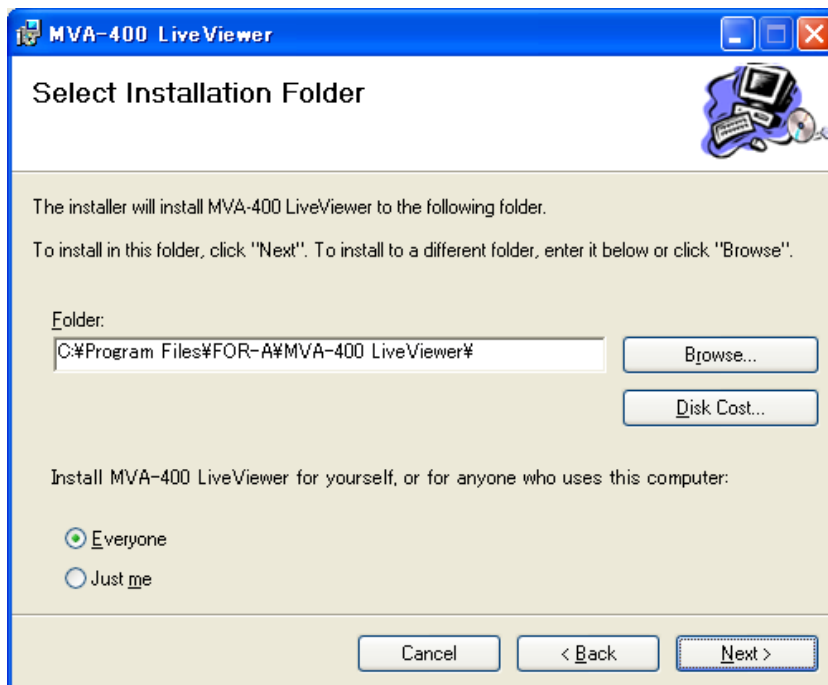 MVA-400 LiveViewer
Select Installation Folder
The installer will install MVA-400 LiveViewer to the following folder.
To install in this folder, click "Next". To install to a different folder, enter it below or click "Browse".
Folder:
C:¥Program Files¥FOR-A¥MVA-400 LiveViewer¥
Browse...
Disk Cost...
Install MVA-400 LiveViewer for yourself, or for anyone who uses this computer:
Everyone
Just me
Cancel
< Back
Next >